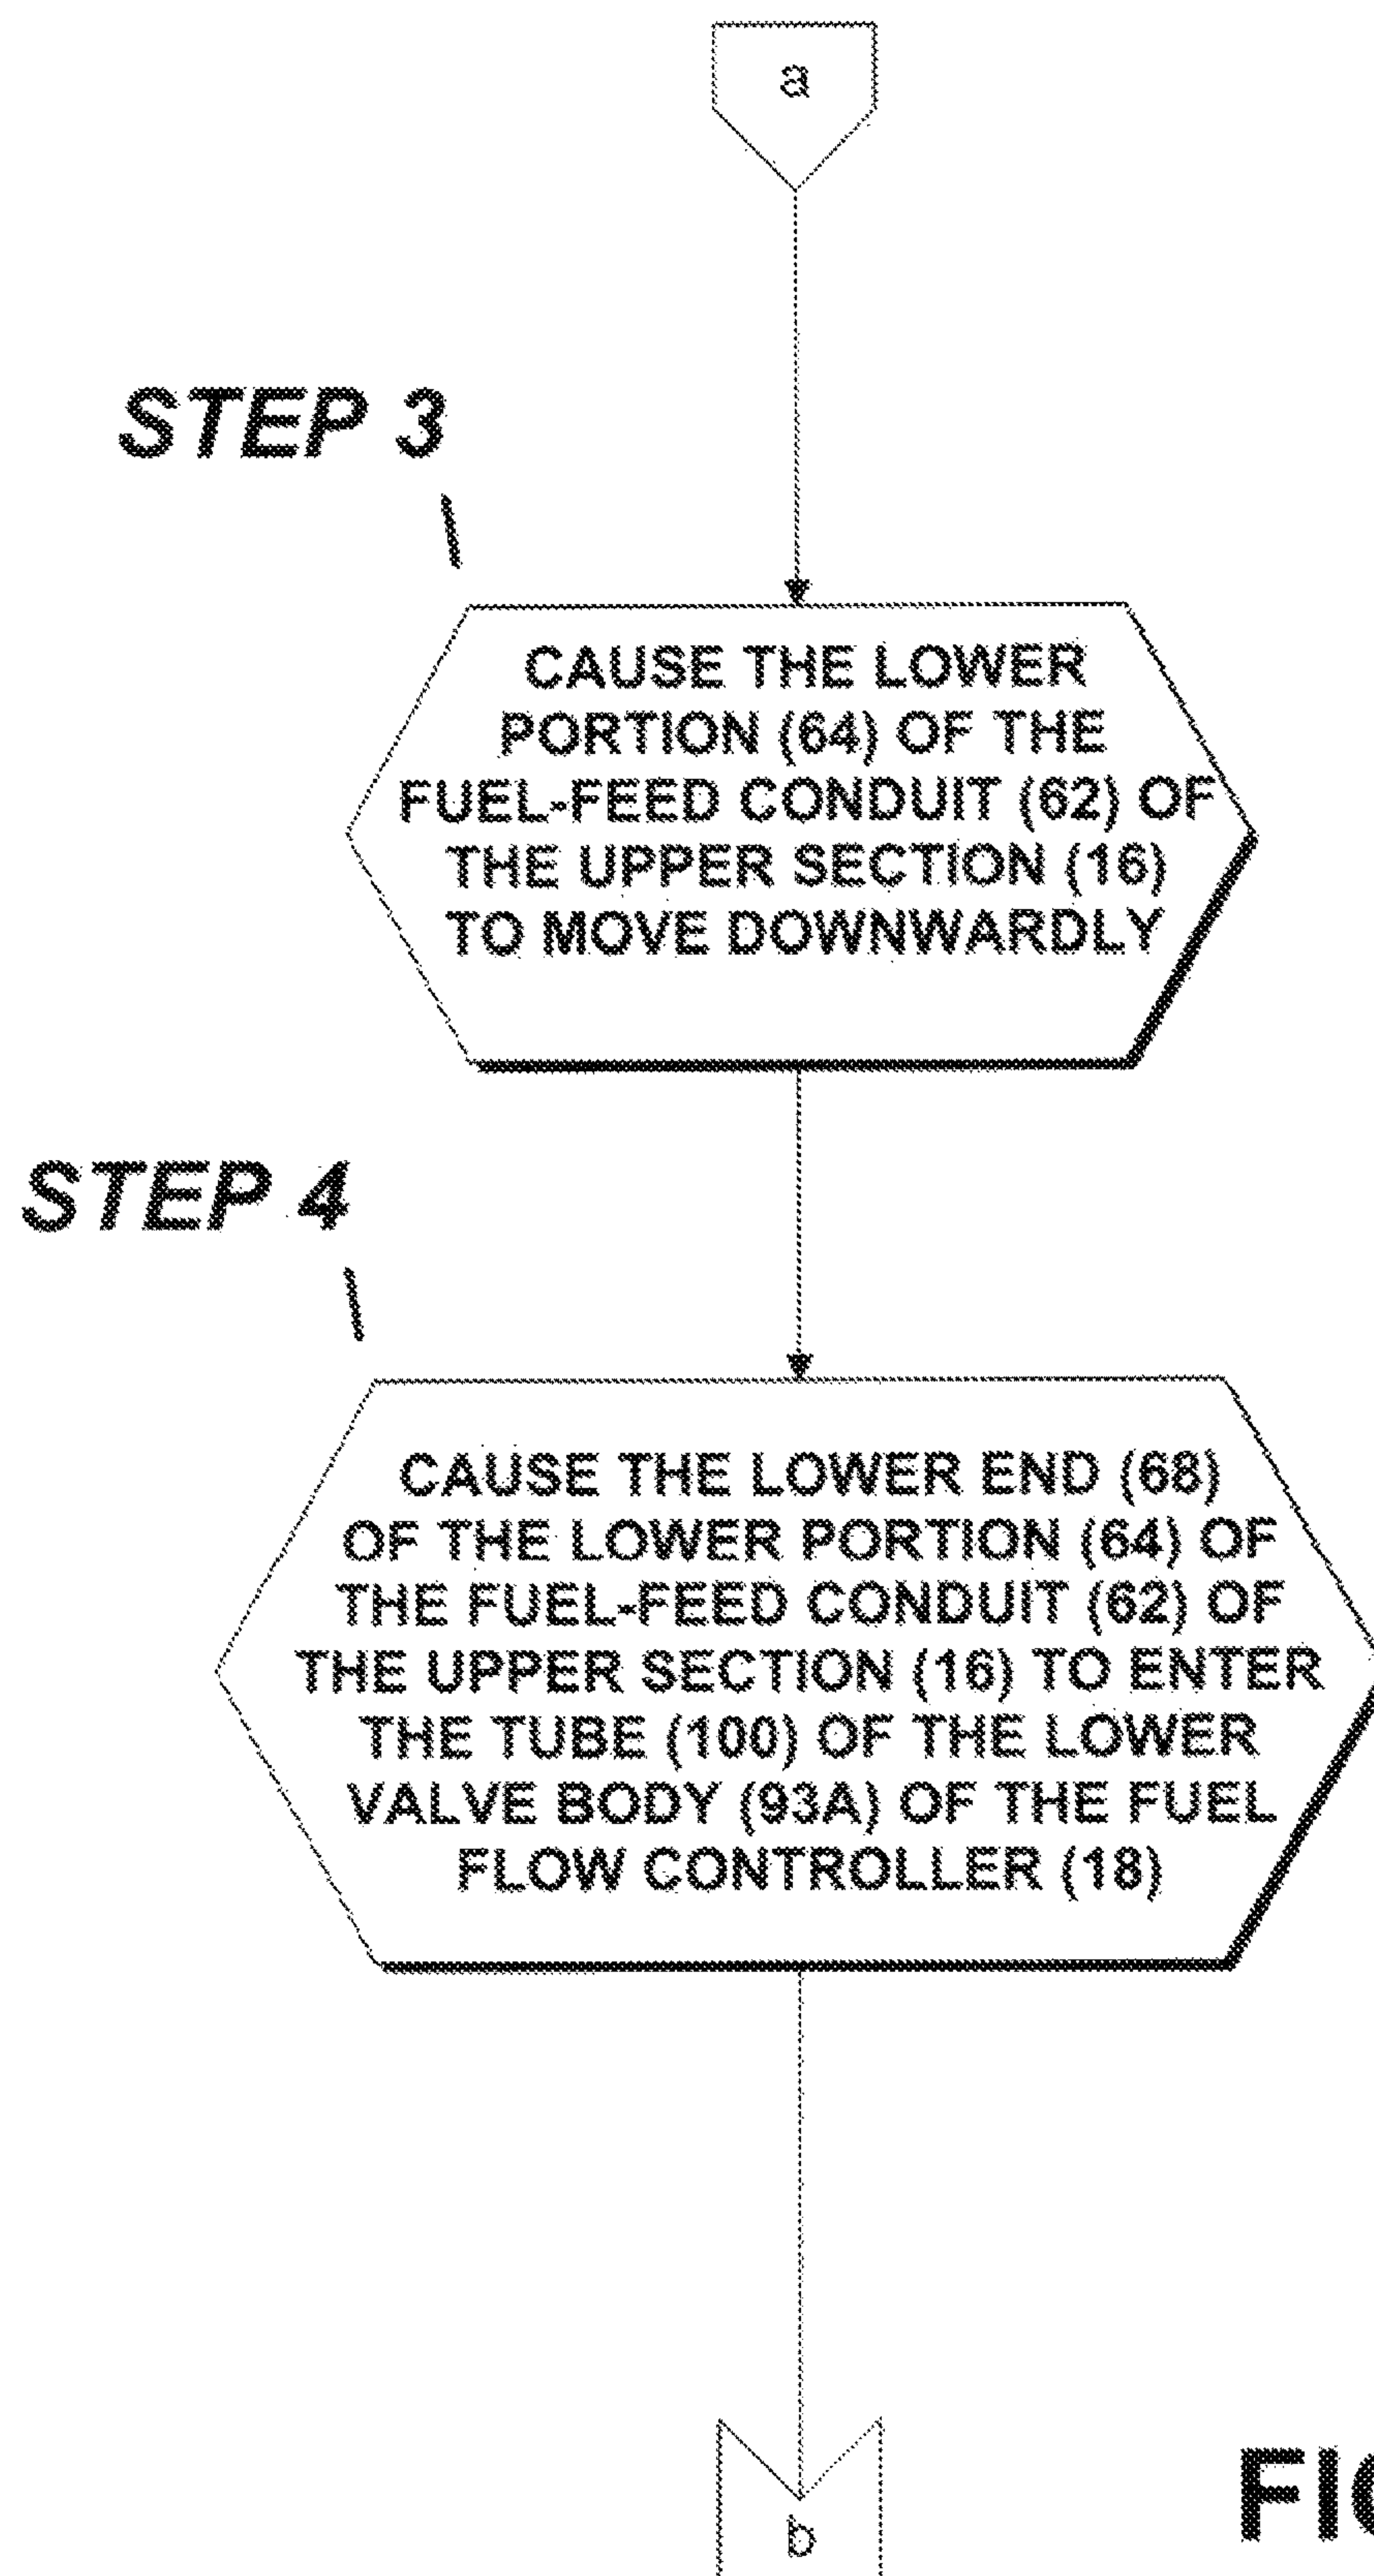 a
STEP 3
CAUSE THE LOWER
PORTION (64) OF THE
FUEL-FEED CONDUIT (62) OF
THE UPPER SECTION (16)
TO MOVE DOWNWARDLY
STEP 4
CAUSE THE LOWER END (68)
OF THE LOWER PORTION (64) OF
THE FUEL-FEED CONDUIT (62) OF
THE UPPER SECTION (16) TO ENTER
THE TUBE (100) OF THE LOWER
VALVE BODY (93A) OF THE FUEL
FLOW CONTROLLER (18)
b